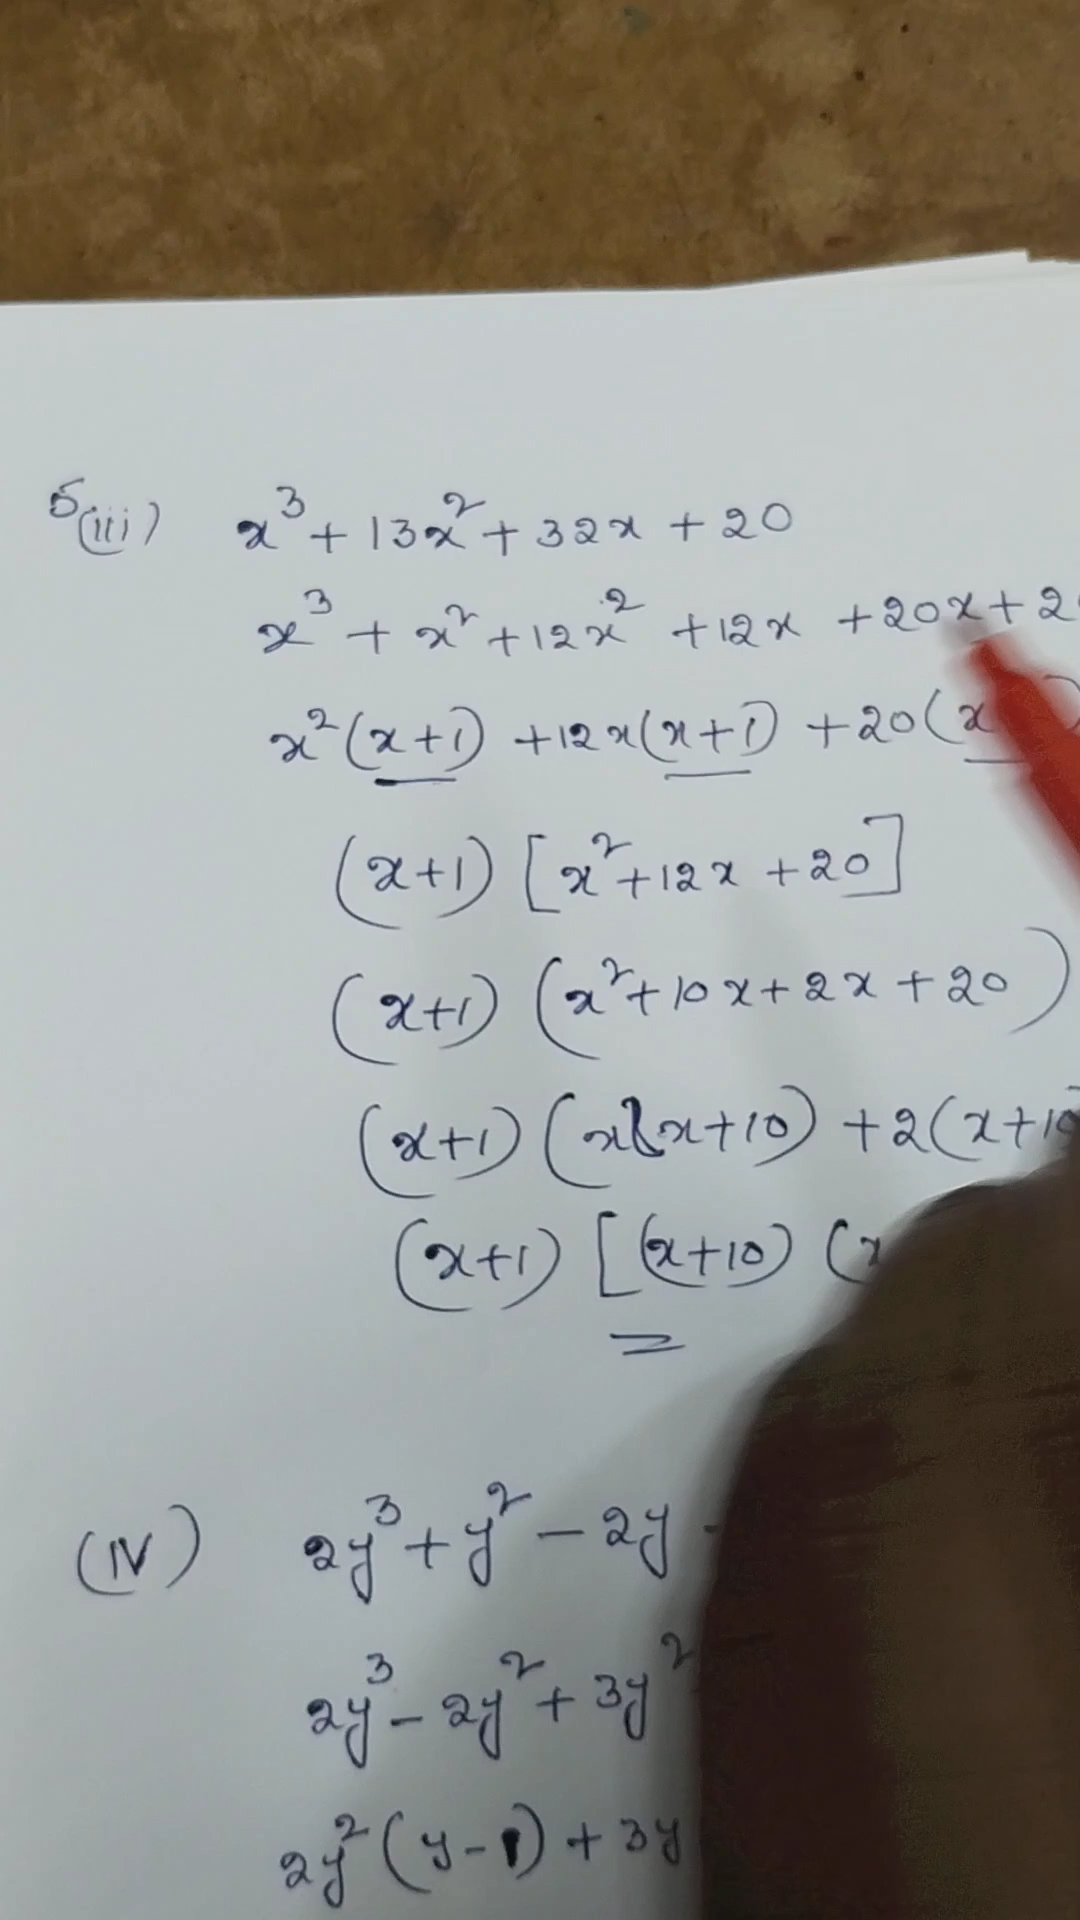 5(iii) x³ + 13x² + 32x + 20
x³ + x² + 12x² + 12x + 20x + 2
x²(x+1) + 12x(x+1) + 20(x
(x+1) [x² + 12x + 20]
(x+1) (x² + 10x + 2x + 20)
(x+1) (x(x+10) + 2(x+10
(x+1) [(x+10) (x
(IV) 2y³ + y² - 2y -
2y³ - 2y² + 3y²
2y²(y-1) + 3y